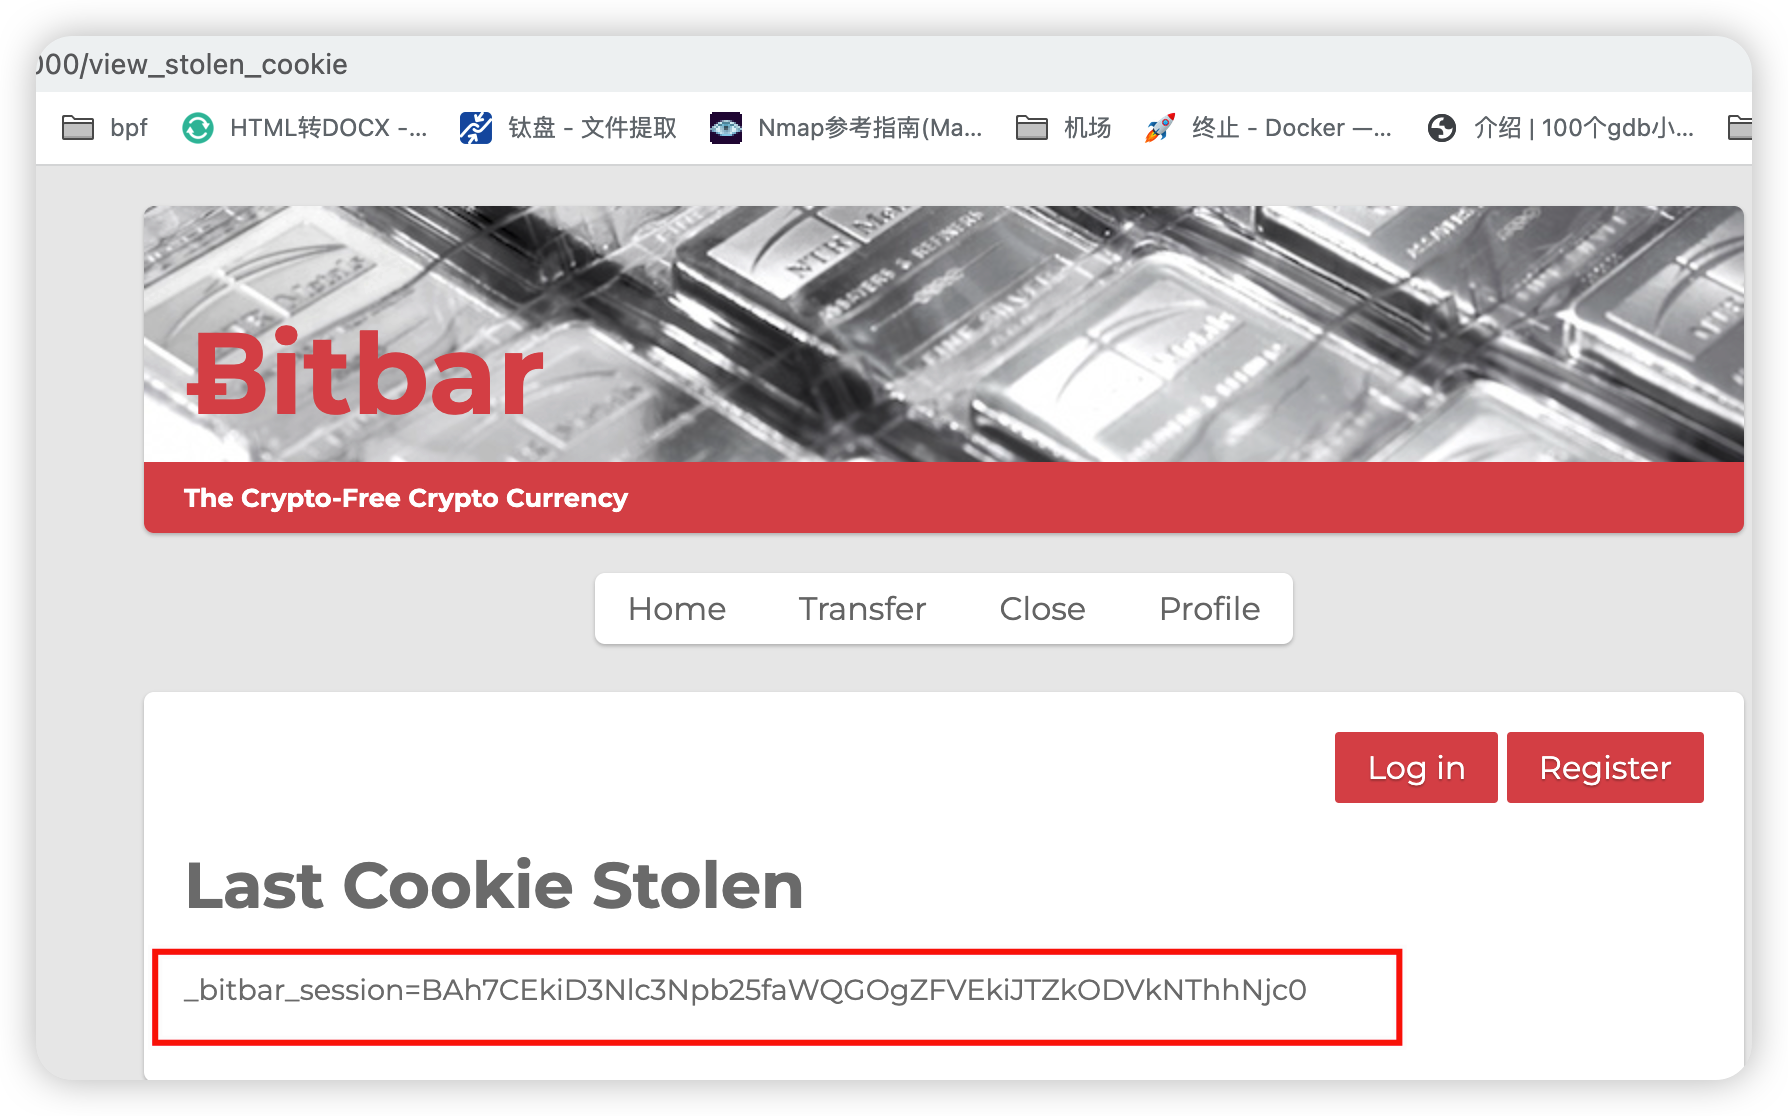 000/view_stolen_cookie
bpf
HTML转DOCX -...
钛盘 - 文件提取
Nmap参考指南(Ma...
机场
终止 - Docker —...
介绍 | 100个gdb小...
Bitbar
The Crypto-Free Crypto Currency
Home
Transfer
Close
Profile
Log in
Register
Last Cookie Stolen
_bitbar_session=BAh7CEkiD3Nlc3Npb25faWQGOgZFVEkiJTZkODVkNThhNjc0